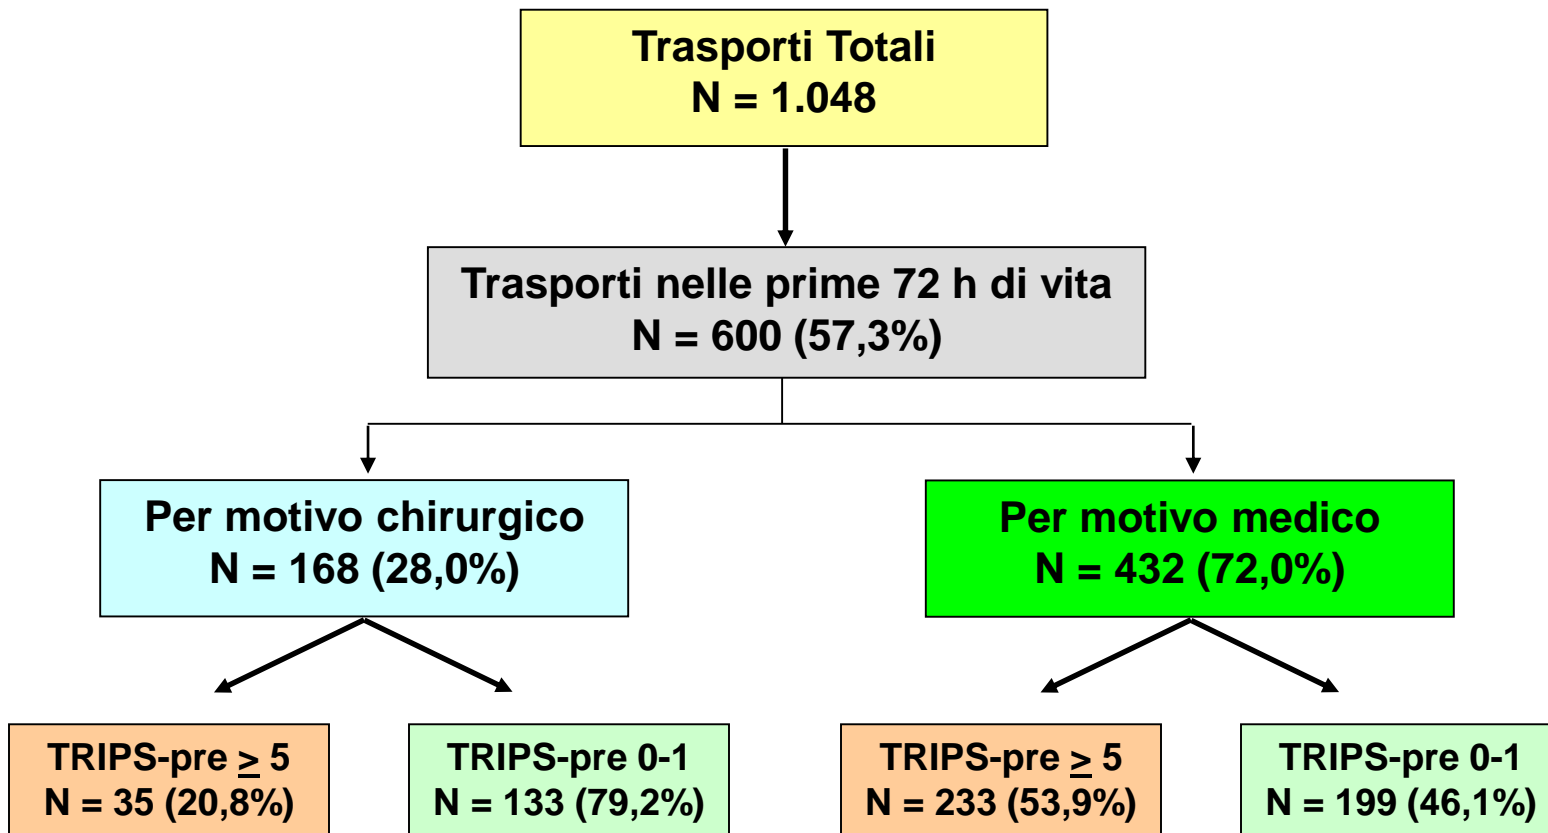 Trasporti Totali
N = 1.048
Trasporti nelle prime 72 h di vita
N = 600 (57,3%)
Per motivo chirurgico
N = 168 (28,0%)
Per motivo medico
N = 432 (72,0%)
TRIPS-pre ≥ 5
N = 35 (20,8%)
TRIPS-pre 0-1
N = 133 (79,2%)
TRIPS-pre ≥ 5
N = 233 (53,9%)
TRIPS-pre 0-1
N = 199 (46,1%)